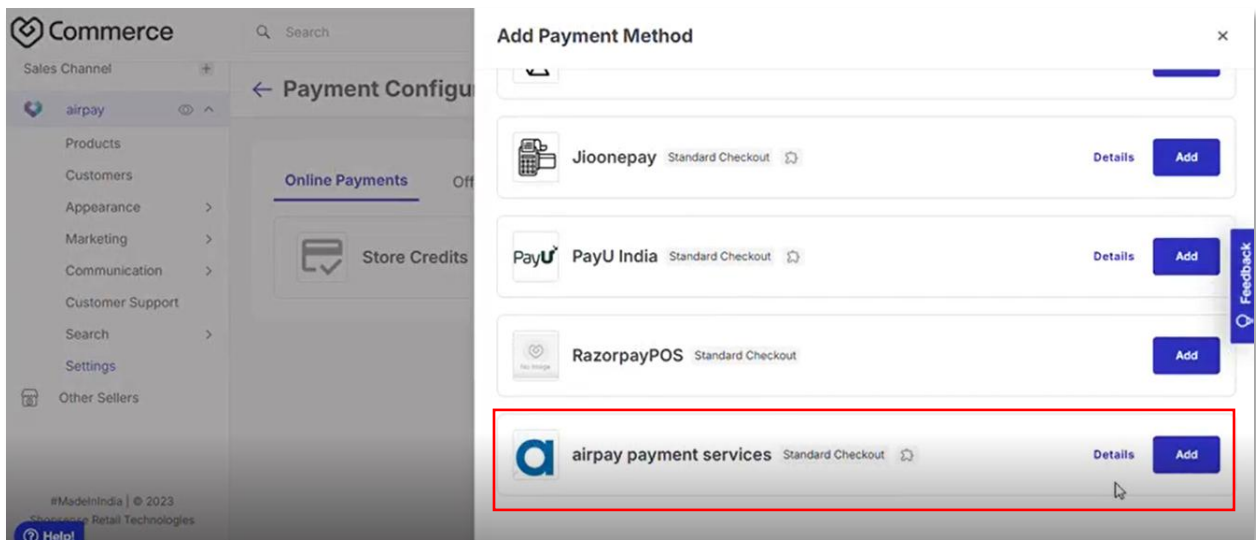 Commerce
Search
Add Payment Method
Sales Channel
Payment Configu
airpay
Products
Customers
Appearance
Marketing
Communication
Customer Support
Search
Settings
Other Sellers
Online Payments Off
Store Credits
Jioonepay Standard Checkout Details Add
PayU PayU India Standard Checkout Details Add
No Image RazorpayPOS Standard Checkout Add
a airpay payment services Standard Checkout Details Add
Feedback
#MadeInIndia | © 2023
Shopsense Retail Technologies
Help!